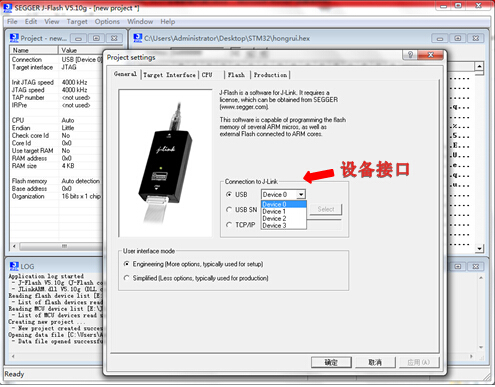 SEGGER J-Flash V5.10g - [new project *]
File Edit View Target Options Window Help
Project - new...
C:\Users\Administrator\Desktop\STM32\hongrui.hex
Name Value
Connection USB [Device 0]
Target interface JTAG
Init JTAG speed 4000 kHz
JTAG speed 4000 kHz
TAP number <not used>
IRPre <not used>
CPU Auto
Endian Little
Check core Id No
Core Id 0x0
Use target RAM No
RAM address 0x0
RAM size 4 KB
Flash memory Auto detection
Base address 0x0
Organization 16 bits x 1 chip
Project settings
General Target Interface CPU Flash Production
J-Flash is a software for J-Link. It requires a
license, which can be obtained from SEGGER
(www.segger.com).
This software is capable of programming the flash
memory of several ARM micros, as well as
external Flash connected to ARM cores.
J-Link
设备接口
Connection to J-Link
USB Device 0
Device 0
Device 1
Device 2
Device 3
USB SN Select
TCP/IP
User interface mode
Engineering (More options, typically used for setup)
Simplified (Less options, typically used for production)
确定 取消 应用(A)
LOG
Application log started
- J-Flash V5.10g (J-Flash
- JLinkARM.dll V5.10g (DLL
Reading flash device list [E:
- List of flash devices read
Reading MCU device list [E:\
- List of MCU devices read su
Creating new project ...
- New project created success
Opening data file [C:\Users\A
- Data file opened successfu
Ready